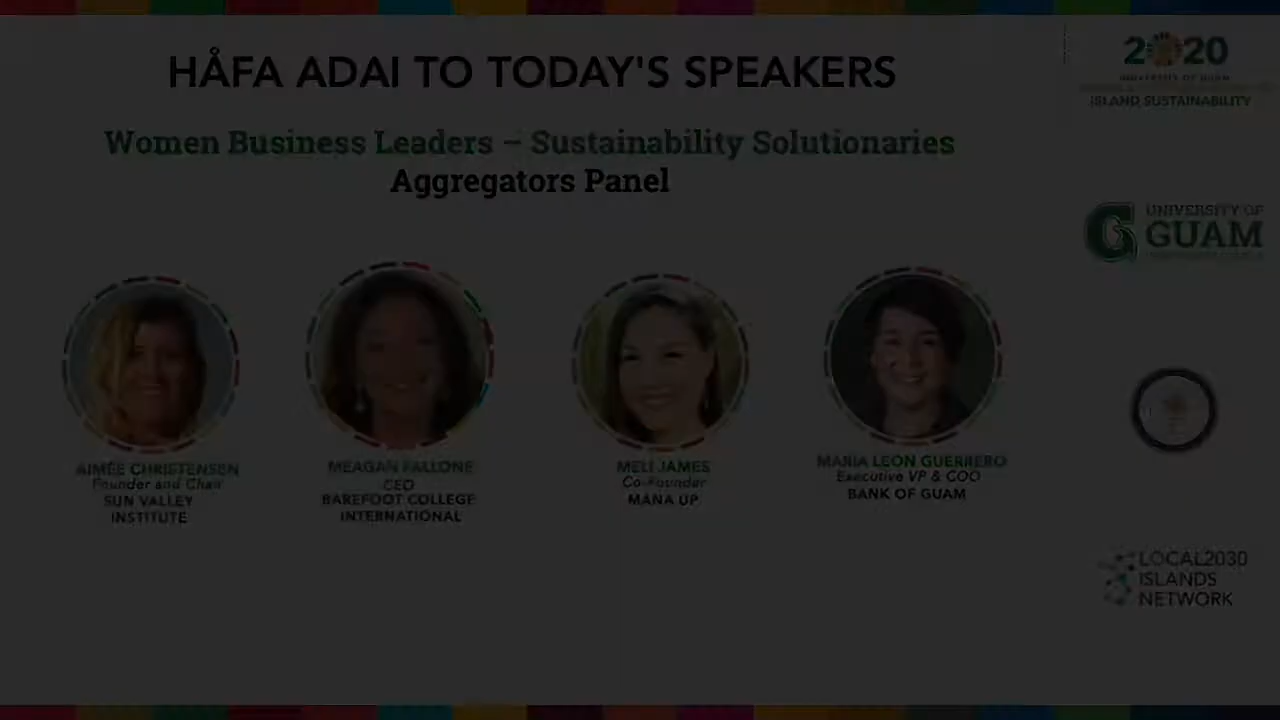 HÅFA ADAI TO TODAY'S SPEAKERS
Women Business Leaders – Sustainability Solutionaries
Aggregators Panel
AIMÉE CHRISTENSEN
Founder and Chair
SUN VALLEY
INSTITUTE
MEAGAN FALLONE
CEO
BAREFOOT COLLEGE
INTERNATIONAL
MELI JAMES
Co-Founder
MANA UP
MARIA LEON GUERRERO
Executive VP & COO
BANK OF GUAM
2020
UNIVERSITY OF GUAM
ISLAND SUSTAINABILITY
UNIVERSITY OF
GUAM
LOCAL2030
ISLANDS
NETWORK